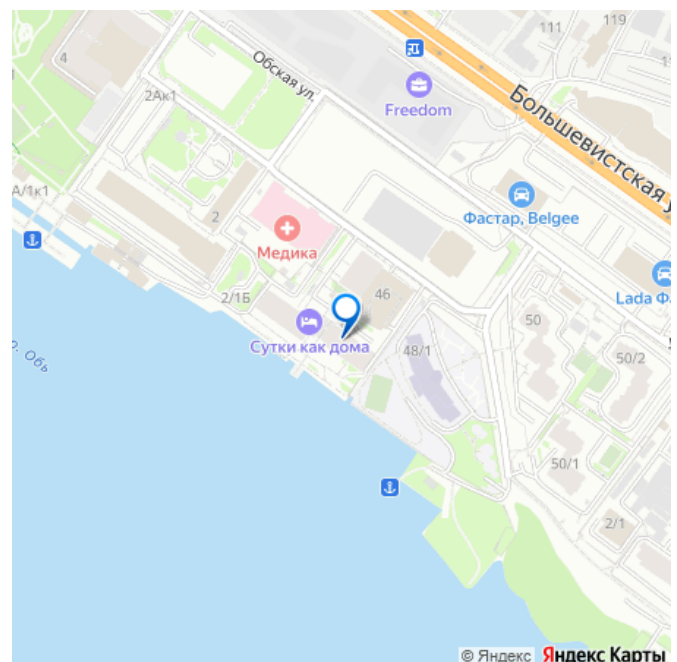 111
119
4
Обская ул.
2Ак1
Freedom
Большевистская у
А/1к1
2
Фастар, Belgee
Медика
46
2/1Б
Lada Ф
50
Сутки как дома
48/1
50/2
р. Обь
50/1
2/1
© Яндекс Яндекс Карты